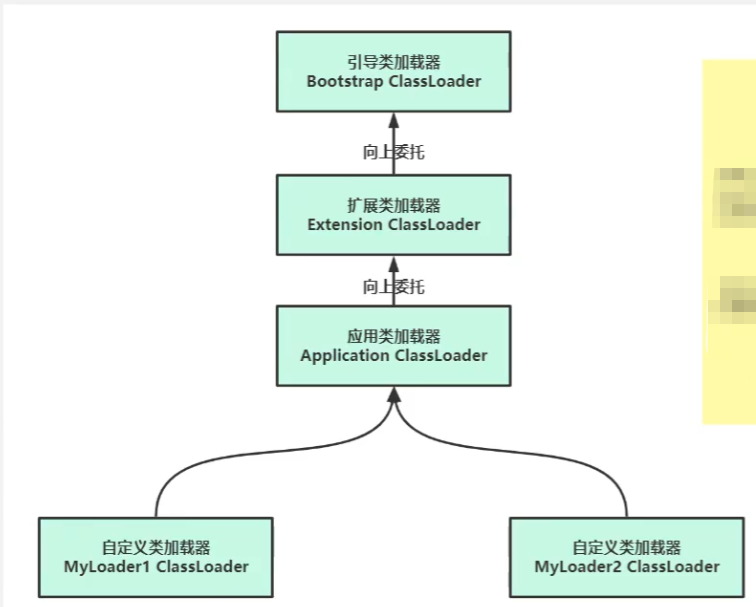 引导类加载器
Bootstrap ClassLoader
向上委托
扩展类加载器
Extension ClassLoader
向上委托
应用类加载器
Application ClassLoader
自定义类加载器
MyLoader1 ClassLoader
自定义类加载器
MyLoader2 ClassLoader